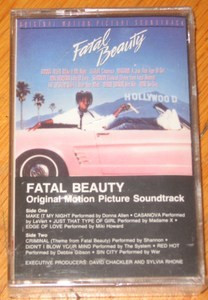 ORIGINAL MOTION PICTURE SOUNDTRACK
Fatal
Beauty
HOLLYWOOD
FATAL BEAUTY
Original Motion Picture Soundtrack
Side One
MAKE IT MY NIGHT Performed by Donna Allen • CASANOVA Performed
by LeVert • JUST THAT TYPE OF GIRL Performed by Madame X •
EDGE OF LOVE Performed by Miki Howard
Side Two
CRIMINAL (Theme from Fatal Beauty) Performed by Shannon •
DIDN'T I BLOW YOUR MIND Performed by The System • RED HOT
Performed by Debbie Gibson • SIN CITY Performed by War
EXECUTIVE PRODUCERS: DAVID CHACKLER AND SYLVIA RHONE